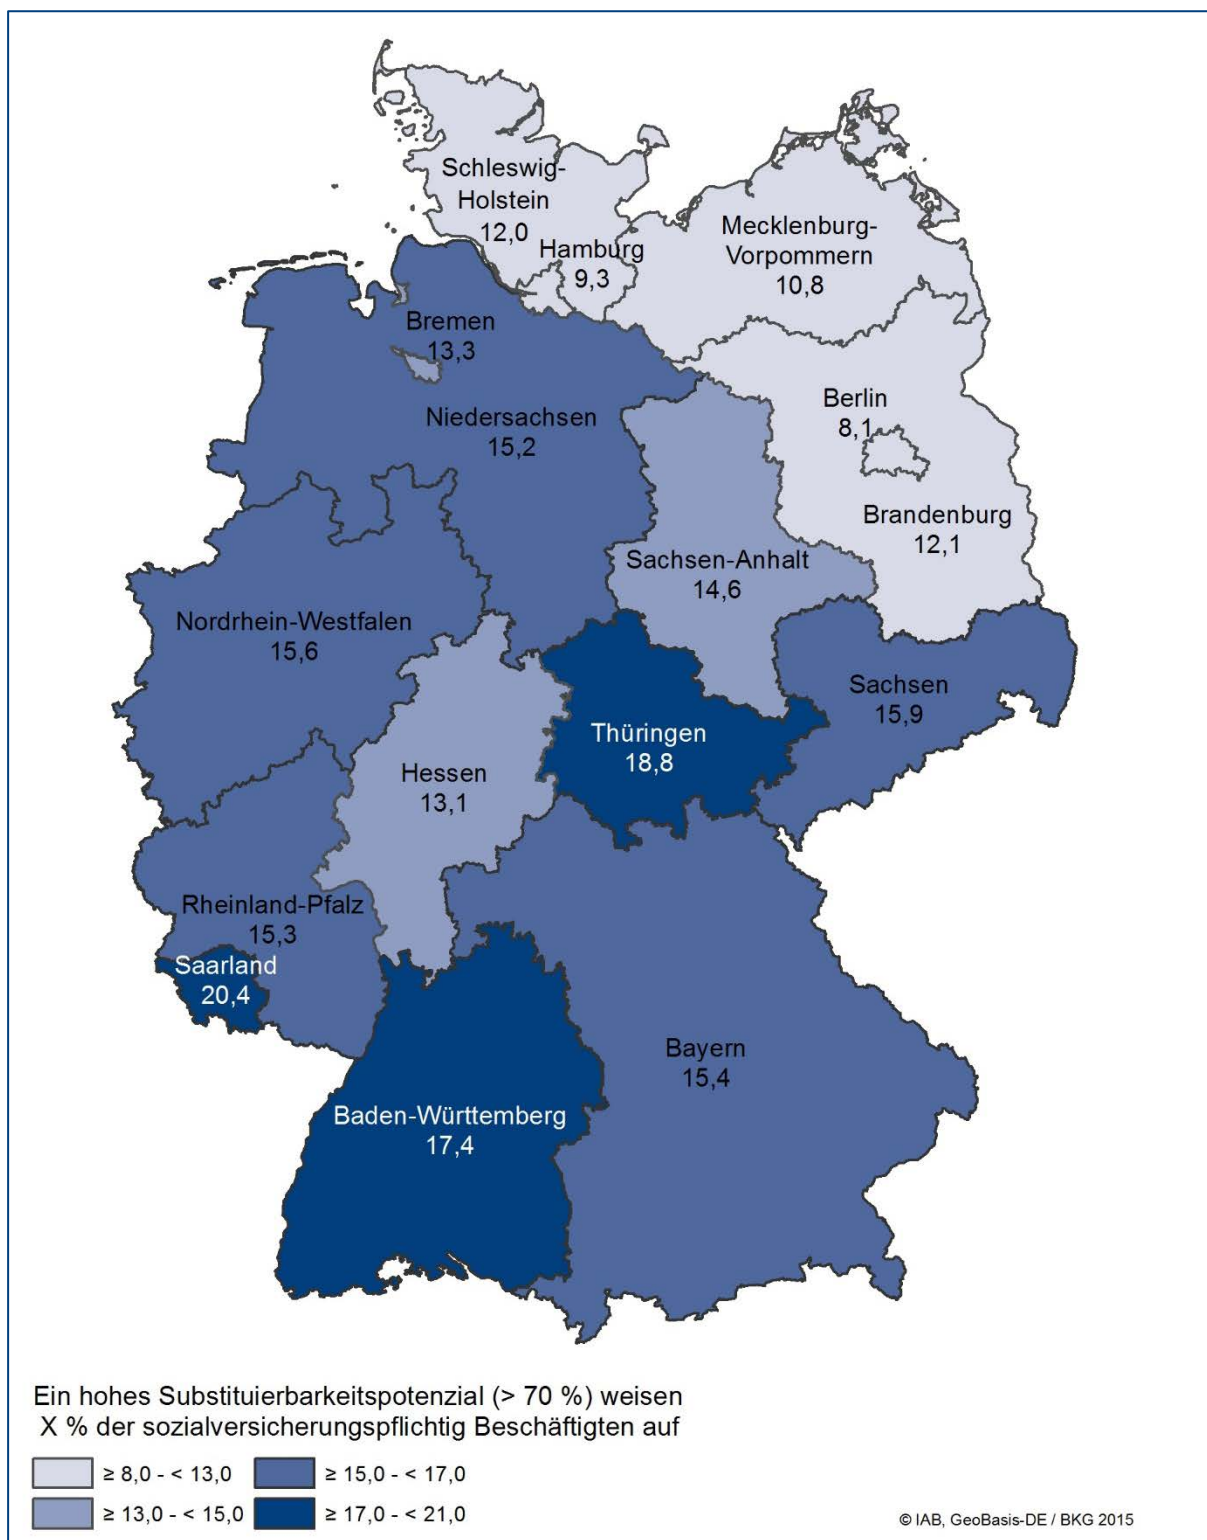 Schleswig-
Holstein
12,0
Hamburg
9,3
Mecklenburg-
Vorpommern
10,8
Bremen
13,3
Niedersachsen
15,2
Berlin
8,1
Brandenburg
12,1
Sachsen-Anhalt
14,6
Nordrhein-Westfalen
15,6
Sachsen
15,9
Thüringen
18,8
Hessen
13,1
Rheinland-Pfalz
15,3
Saarland
20,4
Bayern
15,4
Baden-Württemberg
17,4
Ein hohes Substituierbarkeitspotenzial (> 70 %) weisen
X % der sozialversicherungspflichtig Beschäftigten auf
≥ 8,0 - < 13,0
≥ 15,0 - < 17,0
≥ 13,0 - < 15,0
≥ 17,0 - < 21,0
© IAB, GeoBasis-DE / BKG 2015